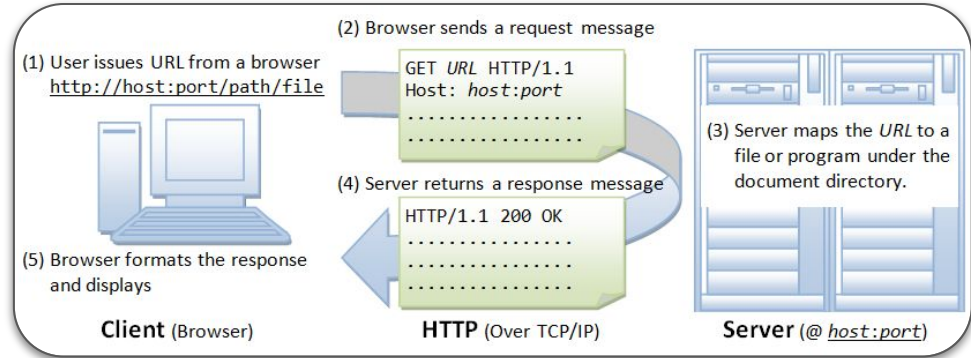 (1) User issues URL from a browser
http://host:port/path/file
(2) Browser sends a request message
GET URL HTTP/1.1
Host: host:port
.................
.................
(3) Server maps the URL to a
file or program under the
document directory.
(4) Server returns a response message
HTTP/1.1 200 OK
................
................
................
(5) Browser formats the response
and displays
Client (Browser)
HTTP (Over TCP/IP)
Server (@ host:port)